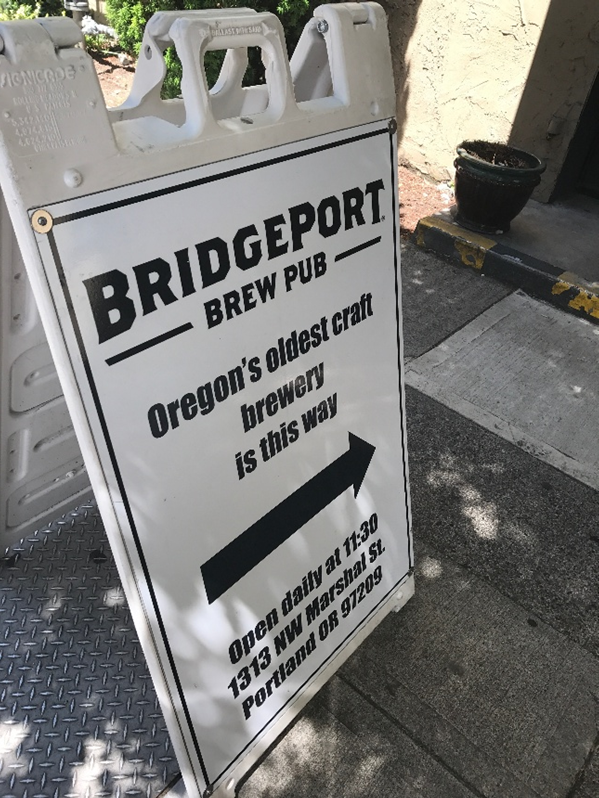 SIGNICADE
BRIDGEPORT
BREW PUB
Oregon's oldest craft
brewery
is this way
Open daily at 11:30
1313 NW Marshal St.
Portland OR 97209